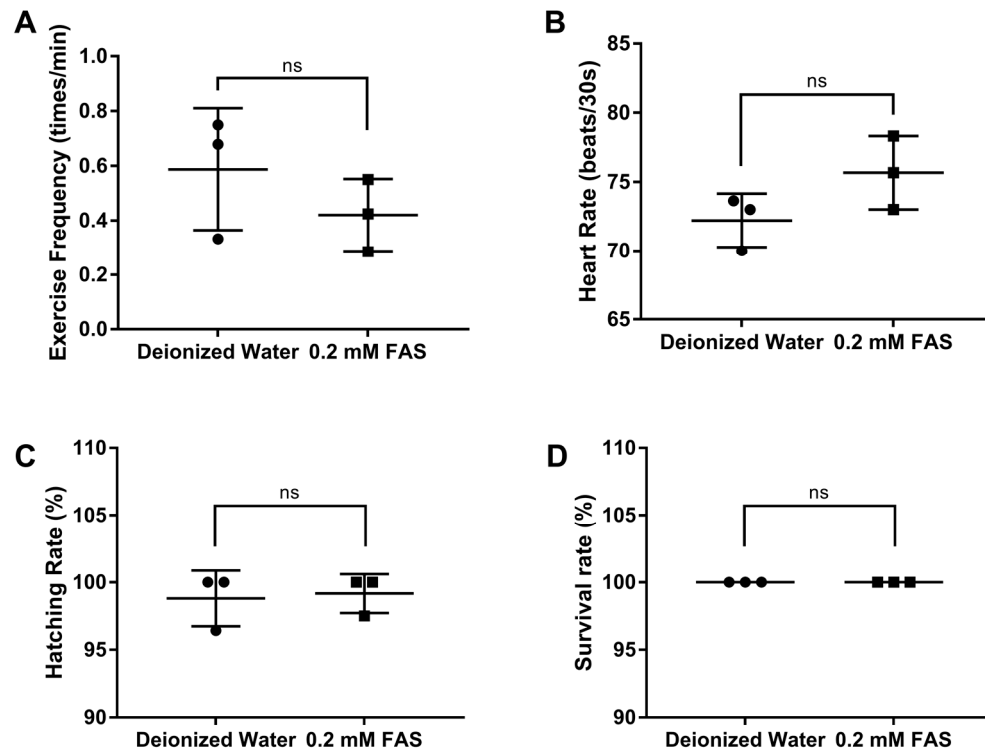 A
Exercise Frequency (times/min)
1.0
0.8
0.6
0.4
0.2
0.0
ns
Deionized Water 0.2 mM FAS
B
Heart Rate (beats/30s)
85
80
75
70
65
ns
Deionized Water 0.2 mM FAS
C
Hatching Rate (%)
110
105
100
95
90
ns
Deionized Water 0.2 mM FAS
D
Survival rate (%)
110
105
100
95
90
ns
Deionized Water 0.2 mM FAS